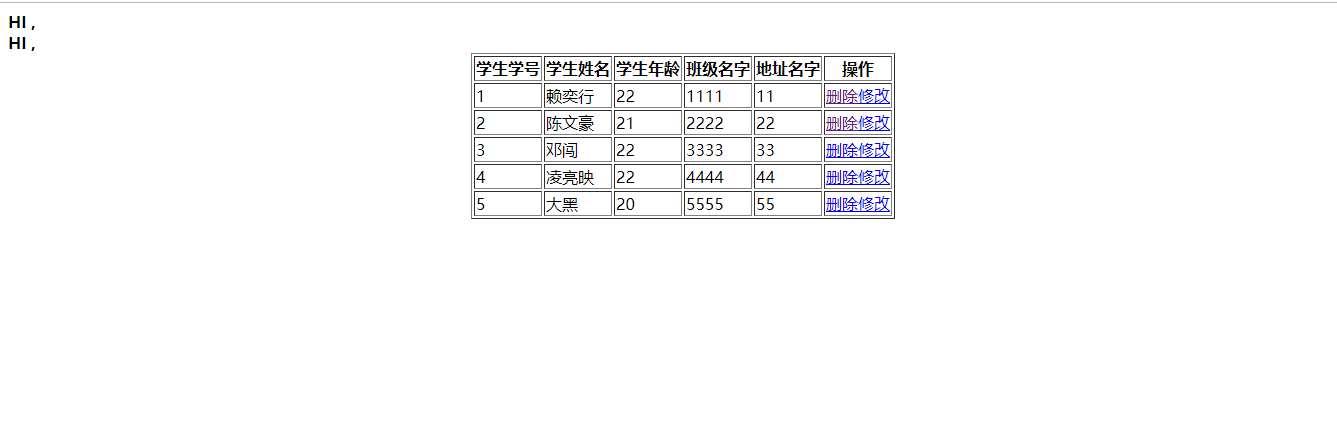 HI ,
HI ,
学生学号 学生姓名 学生年龄 班级名字 地址名字 操作
1 赖奕行 22 1111 11 删除修改
2 陈文豪 21 2222 22 删除修改
3 邓闯 22 3333 33 删除修改
4 凌亮映 22 4444 44 删除修改
5 大黑 20 5555 55 删除修改